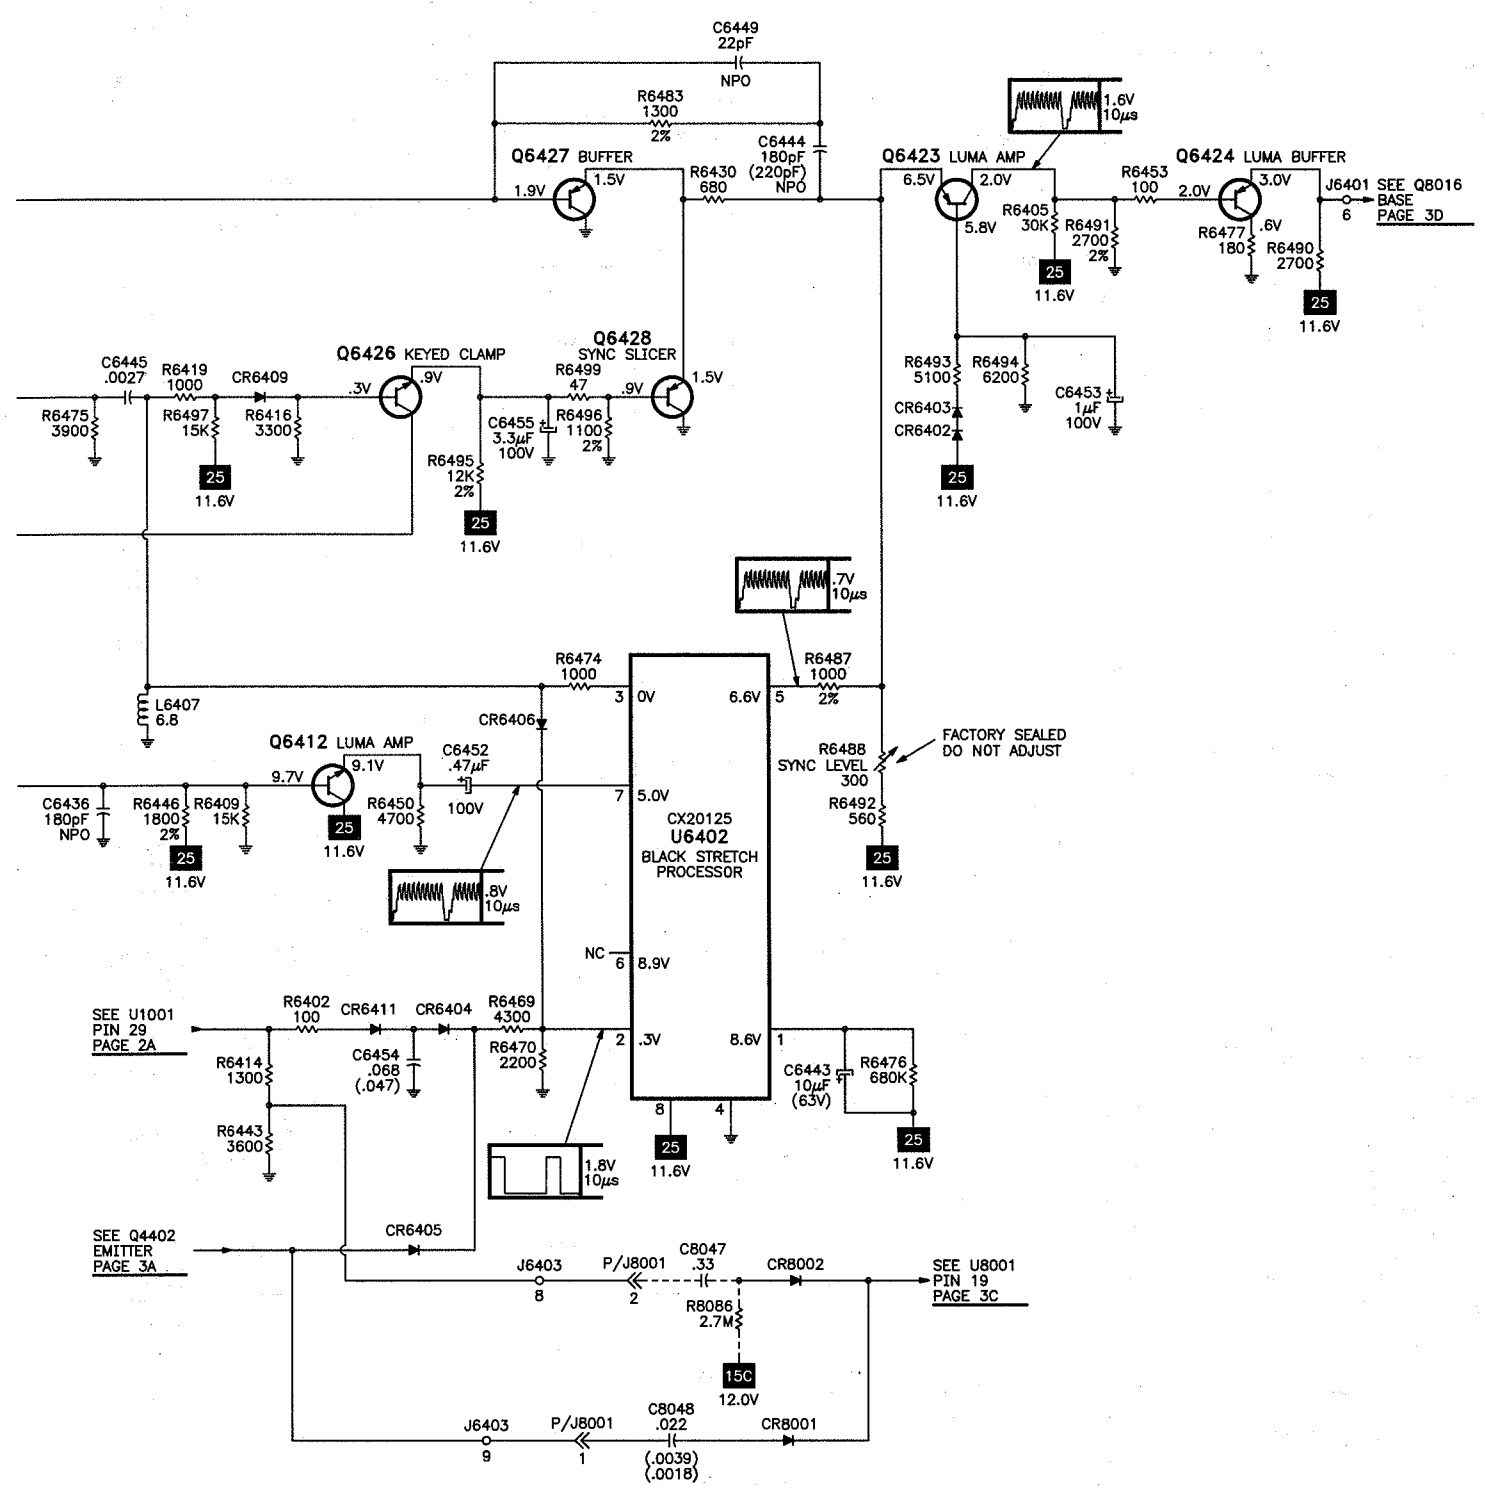 C6449
22pF
NPO
R6483
1300
2%
C6444
180pF
(220pF)
NPO
1.6V
10µs
Q6427 BUFFER
1.9V
1.5V
R6430
680
Q6423 LUMA AMP
6.5V
2.0V
5.8V
R6405
30K
25
11.6V
R6491
2700
2%
R6453
100
Q6424 LUMA BUFFER
2.0V
3.0V
.6V
R6477
180
R6490
2700
25
11.6V
J6401
6
SEE Q8016
BASE
PAGE 3D
C6445
.0027
R6419
1000
CR6409
Q6426 KEYED CLAMP
.3V
.9V
R6475
3900
R6497
15K
R6416
3300
25
11.6V
R6495
12K
2%
25
11.6V
C6455
3.3µF
100V
R6499
47
R6496
1100
2%
Q6428
SYNC SLICER
.9V
1.5V
R6493
5100
R6494
6200
CR6403
CR6402
25
11.6V
C6453
1µF
100V
.7V
10µs
L6407
6.8
R6474
1000
3
0V
6.6V
5
R6487
1000
2%
CR6406
R6488
SYNC LEVEL
300
FACTORY SEALED
DO NOT ADJUST
R6492
560
25
11.6V
Q6412 LUMA AMP
9.7V
9.1V
C6452
.47µF
100V
7
5.0V
C6436
180pF
NPO
R6446
1800
2%
R6409
15K
25
11.6V
25
11.6V
R6450
4700
.8V
10µs
CX20125
U6402
BLACK STRETCH
PROCESSOR
NC
6
8.9V
SEE U1001
PIN 29
PAGE 2A
R6402
100
CR6411
CR6404
R6469
4300
C6454
.068
(.047)
R6470
2200
2
.3V
8.6V
1
C6443
10µF
(63V)
R6476
680K
25
11.6V
R6414
1300
R6443
3600
8
4
25
11.6V
1.8V
10µs
SEE Q4402
EMITTER
PAGE 3A
CR6405
J6403
8
P/J8001
2
C8047
.33
CR8002
R8086
2.7M
15C
12.0V
SEE U8001
PIN 19
PAGE 3C
J6403
9
P/J8001
1
C8048
.022
(.0039)
(.0018)
CR8001